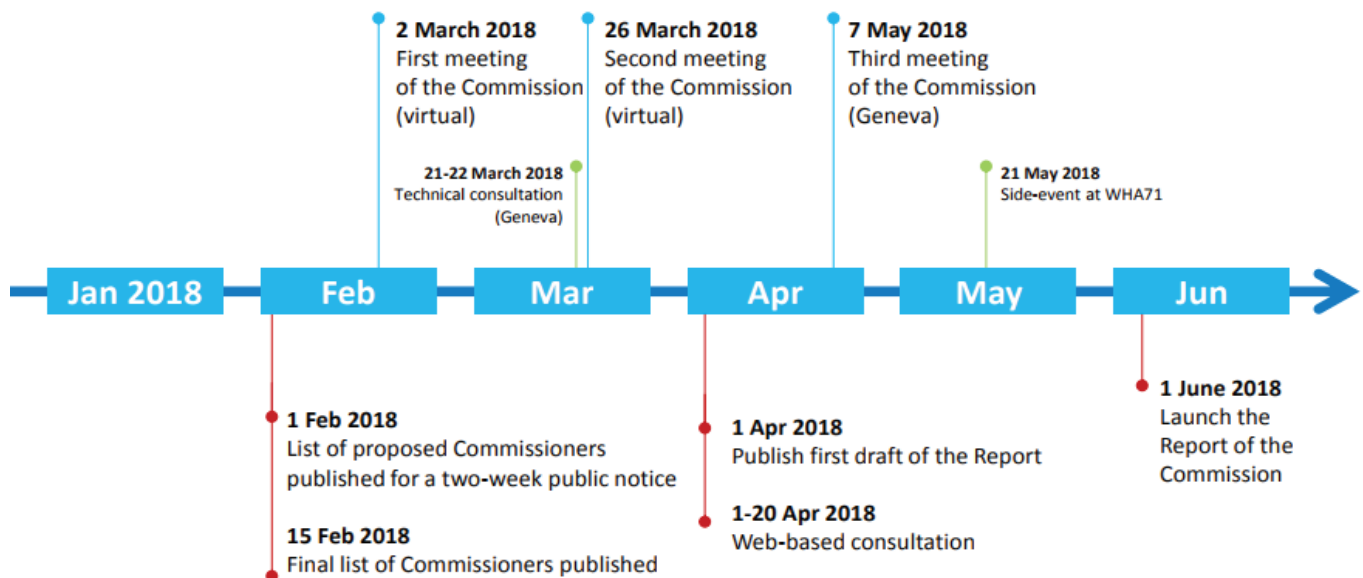 2 March 2018
First meeting
of the Commission
(virtual)
26 March 2018
Second meeting
of the Commission
(virtual)
7 May 2018
Third meeting
of the Commission
(Geneva)
21-22 March 2018
Technical consultation
(Geneva)
21 May 2018
Side-event at WHA71
Jan 2018
Feb
Mar
Apr
May
Jun
1 Feb 2018
List of proposed Commissioners
published for a two-week public notice
15 Feb 2018
Final list of Commissioners published
1 Apr 2018
Publish first draft of the Report
1-20 Apr 2018
Web-based consultation
1 June 2018
Launch the
Report of the
Commission